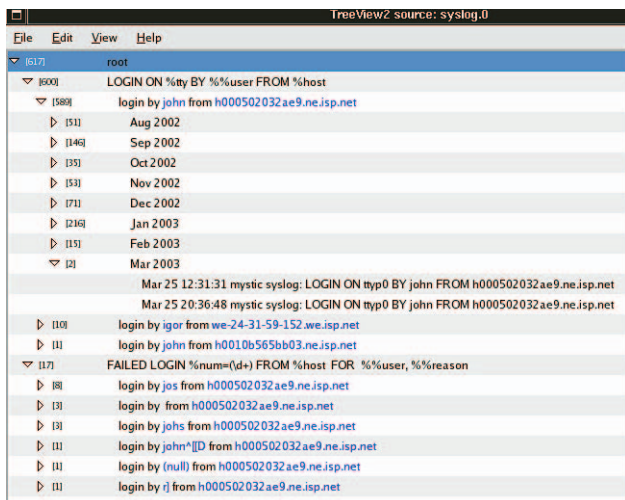 TreeView2 source: syslog.0
File Edit View Help
[617] root
[600] LOGIN ON %tty BY %%user FROM %host
[589] login by john from h000502032ae9.ne.isp.net
[51] Aug 2002
[146] Sep 2002
[35] Oct 2002
[53] Nov 2002
[71] Dec 2002
[216] Jan 2003
[15] Feb 2003
[2] Mar 2003
Mar 25 12:31:31 mystic syslog: LOGIN ON ttyp0 BY john FROM h000502032ae9.ne.isp.net
Mar 25 20:36:48 mystic syslog: LOGIN ON ttyp0 BY john FROM h000502032ae9.ne.isp.net
[10] login by igor from we-24-31-59-152.we.isp.net
[1] login by john from h0010b565bb03.ne.isp.net
[17] FAILED LOGIN %num=(\d+) FROM %host FOR %%user, %%reason
[8] login by jos from h000502032ae9.ne.isp.net
[3] login by from h000502032ae9.ne.isp.net
[3] login by johs from h000502032ae9.ne.isp.net
[1] login by john^[[D from h000502032ae9.ne.isp.net
[1] login by (null) from h000502032ae9.ne.isp.net
[1] login by r] from h000502032ae9.ne.isp.net